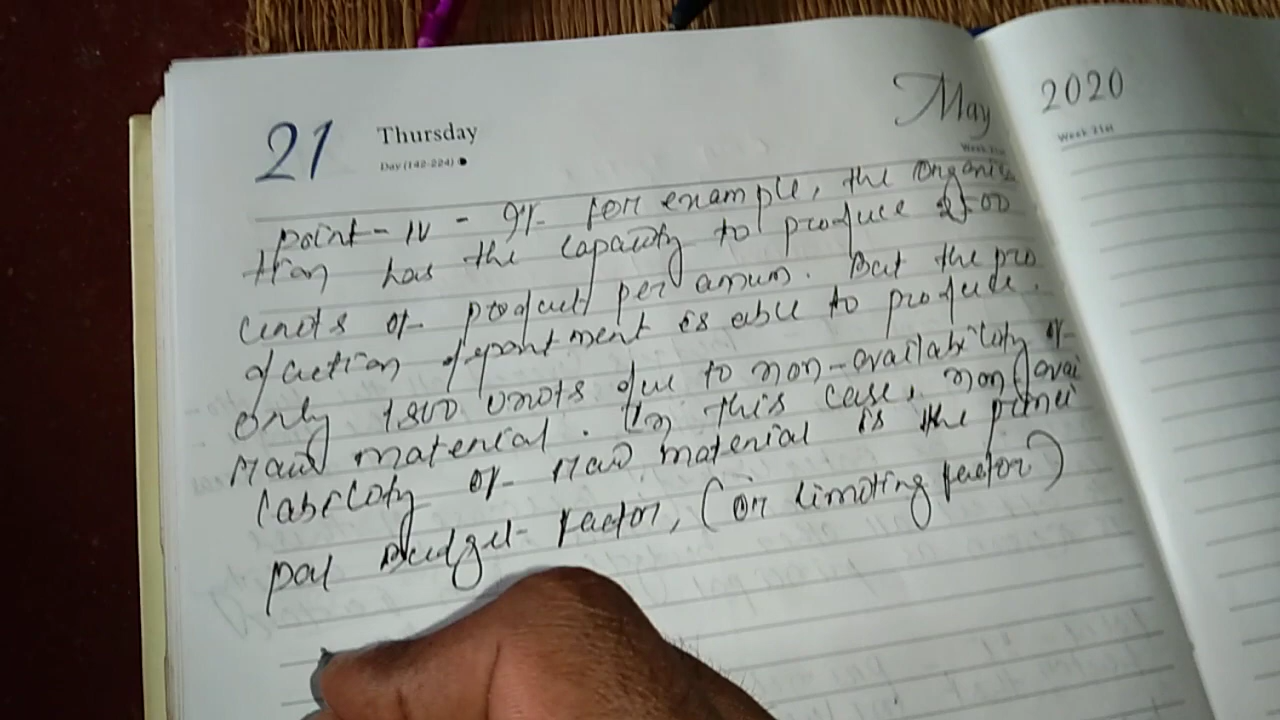 21 Thursday May 2020
Day (142-224) Week 21st
Point - IV - If for example, the organisa
tion has the capacity to produce
units of product per annum. But the pro
duction department is able to produce
only 1800 units due to non-availability of
raw material. In this case, non avai
lability of raw material is the princi
pal Budget factor, (or limiting factor)